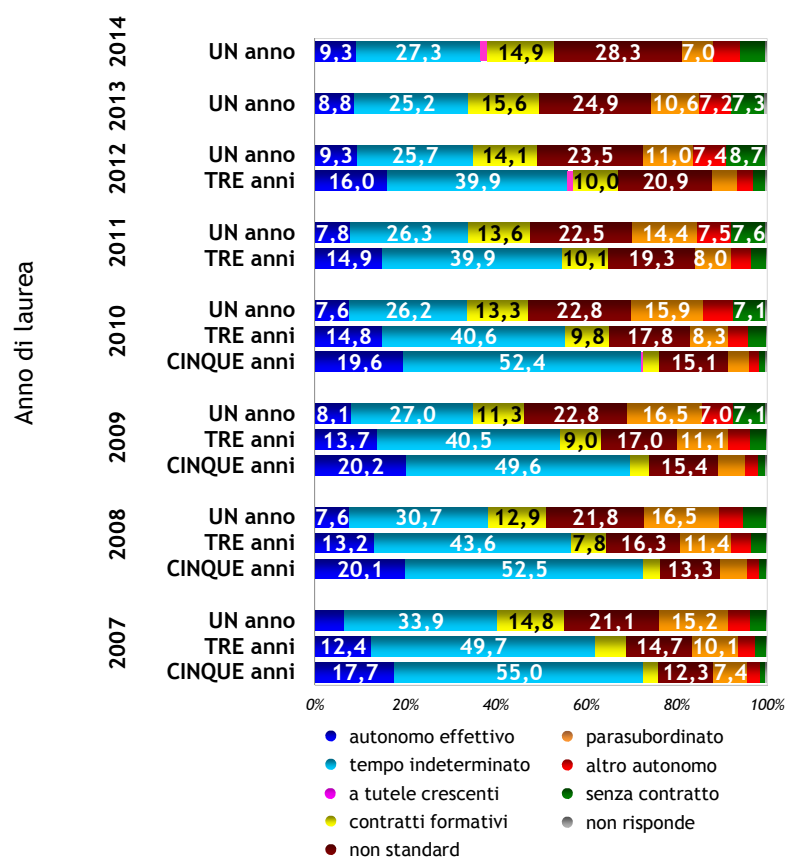 Anno di laurea
2014
UN anno 9,3 27,3 14,9 28,3 7,0
2013
UN anno 8,8 25,2 15,6 24,9 10,6 7,2 7,3
2012
UN anno 9,3 25,7 14,1 23,5 11,0 7,4 8,7
TRE anni 16,0 39,9 10,0 20,9
2011
UN anno 7,8 26,3 13,6 22,5 14,4 7,5 7,6
TRE anni 14,9 39,9 10,1 19,3 8,0
2010
UN anno 7,6 26,2 13,3 22,8 15,9 7,1
TRE anni 14,8 40,6 9,8 17,8 8,3
CINQUE anni 19,6 52,4 15,1
2009
UN anno 8,1 27,0 11,3 22,8 16,5 7,0 7,1
TRE anni 13,7 40,5 9,0 17,0 11,1
CINQUE anni 20,2 49,6 15,4
2008
UN anno 7,6 30,7 12,9 21,8 16,5
TRE anni 13,2 43,6 7,8 16,3 11,4
CINQUE anni 20,1 52,5 13,3
2007
UN anno 33,9 14,8 21,1 15,2
TRE anni 12,4 49,7 14,7 10,1
CINQUE anni 17,7 55,0 12,3 7,4
0% 20% 40% 60% 80% 100%
autonomo effettivo
tempo indeterminato
a tutele crescenti
contratti formativi
non standard
parasubordinato
altro autonomo
senza contratto
non risponde